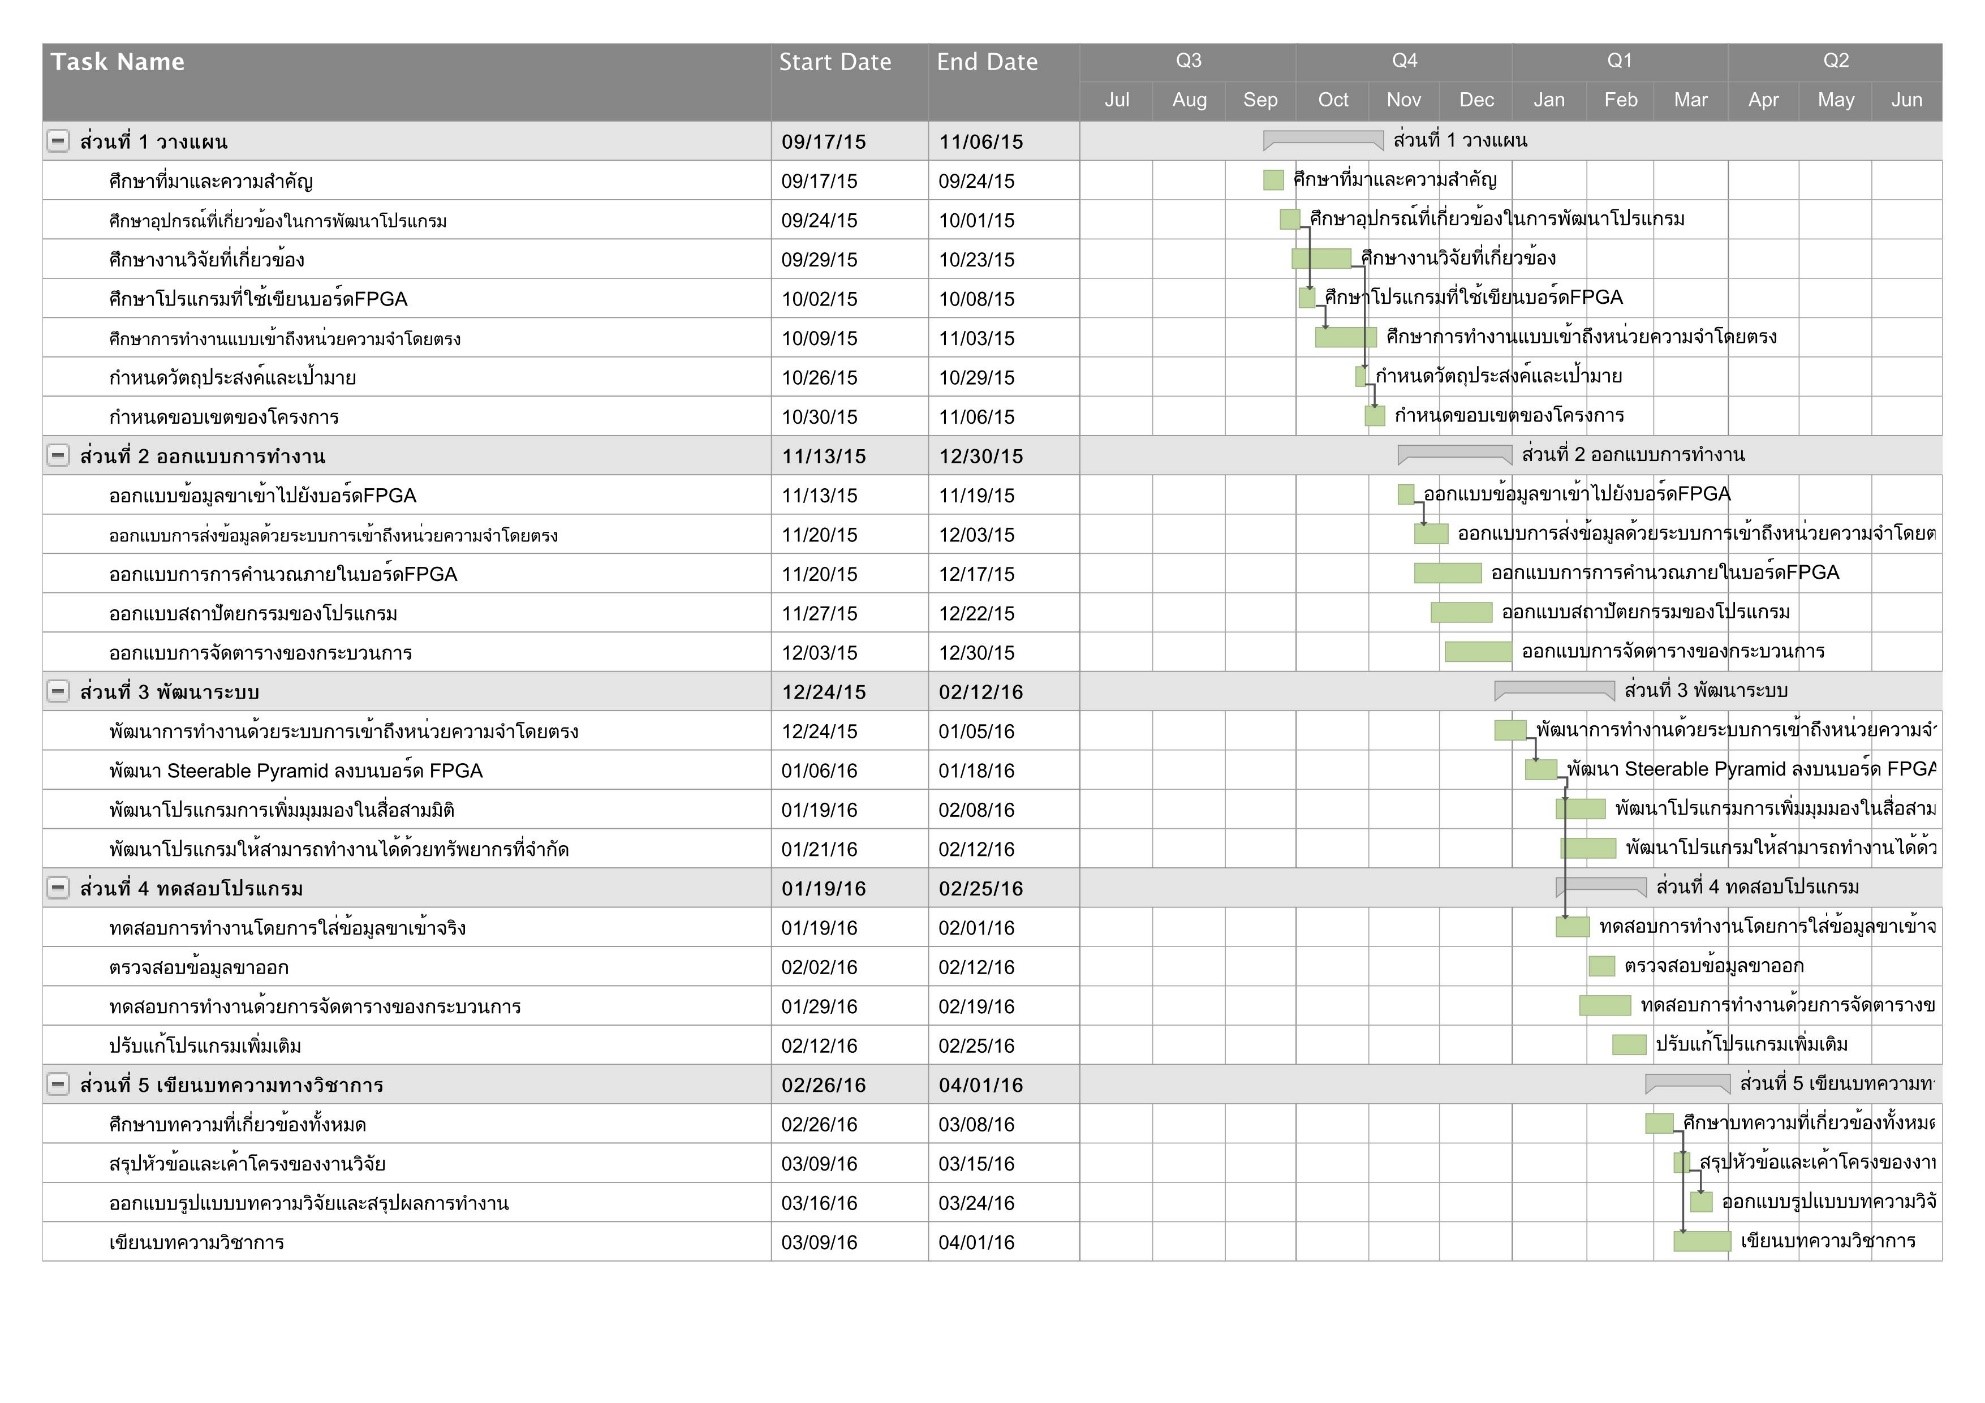 Task Name Start Date End Date Q3 Q4 Q1 Q2
Jul Aug Sep Oct Nov Dec Jan Feb Mar Apr May Jun
ส่วนที่ 1 วางแผน 09/17/15 11/06/15 ส่วนที่ 1 วางแผน
ศึกษาที่มาและความสำคัญ 09/17/15 09/24/15 ศึกษาที่มาและความสำคัญ
ศึกษาอุปกรณ์ที่เกี่ยวข้องในการพัฒนาโปรแกรม 09/24/15 10/01/15 ศึกษาอุปกรณ์ที่เกี่ยวข้องในการพัฒนาโปรแกรม
ศึกษางานวิจัยที่เกี่ยวข้อง 09/29/15 10/23/15 ศึกษางานวิจัยที่เกี่ยวข้อง
ศึกษาโปรแกรมที่ใช้เขียนบอร์ดFPGA 10/02/15 10/08/15 ศึกษาโปรแกรมที่ใช้เขียนบอร์ดFPGA
ศึกษาการทำงานแบบเข้าถึงหน่วยความจำโดยตรง 10/09/15 11/03/15 ศึกษาการทำงานแบบเข้าถึงหน่วยความจำโดยตรง
กำหนดวัตถุประสงค์และเป้ามาย 10/26/15 10/29/15 กำหนดวัตถุประสงค์และเป้ามาย
กำหนดขอบเขตของโครงการ 10/30/15 11/06/15 กำหนดขอบเขตของโครงการ
ส่วนที่ 2 ออกแบบการทำงาน 11/13/15 12/30/15 ส่วนที่ 2 ออกแบบการทำงาน
ออกแบบข้อมูลขาเข้าไปยังบอร์ดFPGA 11/13/15 11/19/15 ออกแบบข้อมูลขาเข้าไปยังบอร์ดFPGA
ออกแบบการส่งข้อมูลด้วยระบบการเข้าถึงหน่วยความจำโดยตรง 11/20/15 12/03/15 ออกแบบการส่งข้อมูลด้วยระบบการเข้าถึงหน่วยความจำโดยต
ออกแบบการการคำนวณภายในบอร์ดFPGA 11/20/15 12/17/15 ออกแบบการการคำนวณภายในบอร์ดFPGA
ออกแบบสถาปัตยกรรมของโปรแกรม 11/27/15 12/22/15 ออกแบบสถาปัตยกรรมของโปรแกรม
ออกแบบการจัดตารางของกระบวนการ 12/03/15 12/30/15 ออกแบบการจัดตารางของกระบวนการ
ส่วนที่ 3 พัฒนาระบบ 12/24/15 02/12/16 ส่วนที่ 3 พัฒนาระบบ
พัฒนาการทำงานด้วยระบบการเข้าถึงหน่วยความจำโดยตรง 12/24/15 01/05/16 พัฒนาการทำงานด้วยระบบการเข้าถึงหน่วยความจำ
พัฒนา Steerable Pyramid ลงบนบอร์ด FPGA 01/06/16 01/18/16 พัฒนา Steerable Pyramid ลงบนบอร์ด FPGA
พัฒนาโปรแกรมการเพิ่มมุมมองในสื่อสามมิติ 01/19/16 02/08/16 พัฒนาโปรแกรมการเพิ่มมุมมองในสื่อสาม
พัฒนาโปรแกรมให้สามารถทำงานได้ด้วยทรัพยากรที่จำกัด 01/21/16 02/12/16 พัฒนาโปรแกรมให้สามารถทำงานได้ด้ว
ส่วนที่ 4 ทดสอบโปรแกรม 01/19/16 02/25/16 ส่วนที่ 4 ทดสอบโปรแกรม
ทดสอบการทำงานโดยการใส่ข้อมูลขาเข้าจริง 01/19/16 02/01/16 ทดสอบการทำงานโดยการใส่ข้อมูลขาเข้าจ
ตรวจสอบข้อมูลขาออก 02/02/16 02/12/16 ตรวจสอบข้อมูลขาออก
ทดสอบการทำงานด้วยการจัดตารางของกระบวนการ 01/29/16 02/19/16 ทดสอบการทำงานด้วยการจัดตารางข
ปรับแก้โปรแกรมเพิ่มเติม 02/12/16 02/25/16 ปรับแก้โปรแกรมเพิ่มเติม
ส่วนที่ 5 เขียนบทความทางวิชาการ 02/26/16 04/01/16 ส่วนที่ 5 เขียนบทความท
ศึกษาบทความที่เกี่ยวข้องทั้งหมด 02/26/16 03/08/16 ศึกษาบทความที่เกี่ยวข้องทั้งหมด
สรุปหัวข้อและเค้าโครงของงานวิจัย 03/09/16 03/15/16 สรุปหัวข้อและเค้าโครงของงา
ออกแบบรูปแบบบทความวิจัยและสรุปผลการทำงาน 03/16/16 03/24/16 ออกแบบรูปแบบบทความวิจั
เขียนบทความวิชาการ 03/09/16 04/01/16 เขียนบทความวิชาการ